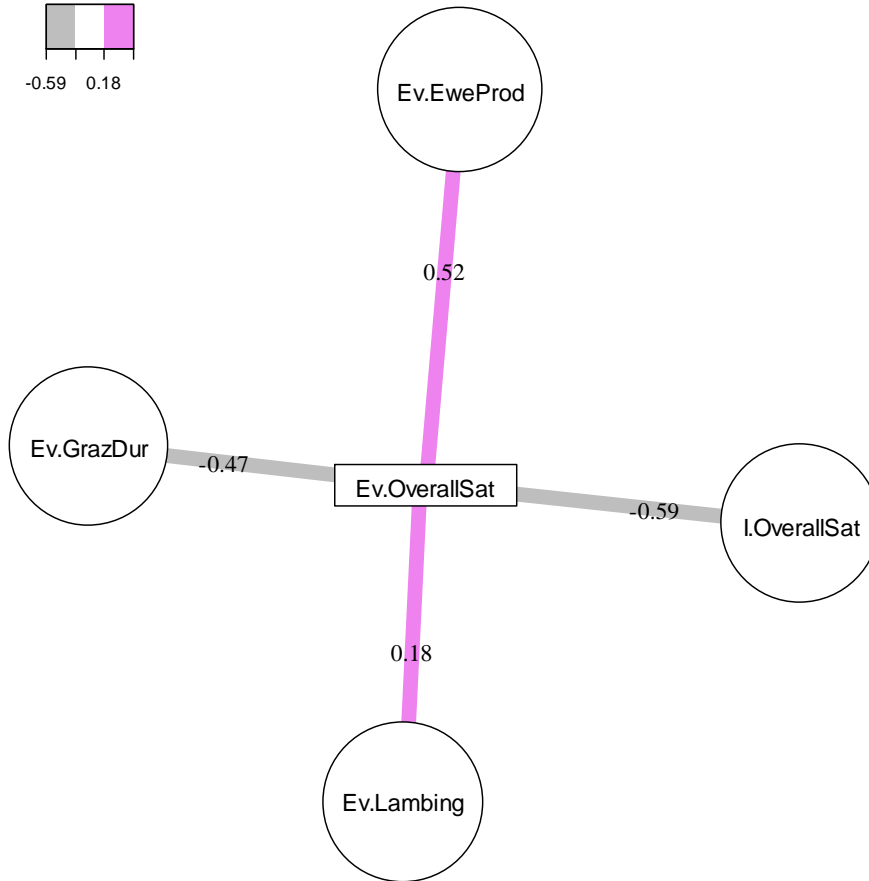 -0.59 0.18
Ev.EweProd
0.52
Ev.GrazDur
-0.47
Ev.OverallSat
-0.59
I.OverallSat
0.18
Ev.Lambing